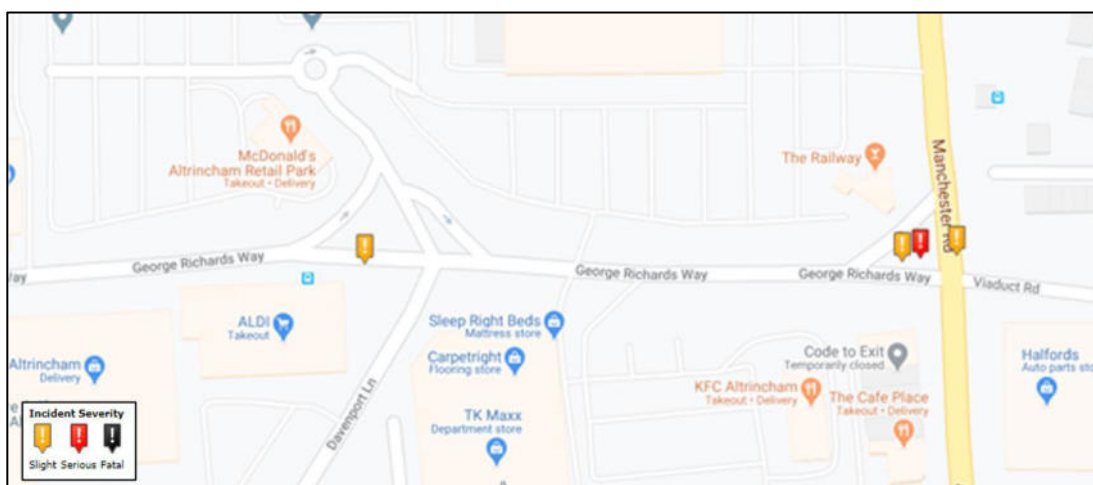 McDonald's
Altrincham Retail Park
Takeout • Delivery
The Railway
Manchester Rd
George Richards Way
George Richards Way
George Richards Way
Way
Viaduct Rd
ALDI
Takeout
Sleep Right Beds
Mattress store
Carpetright
Flooring store
TK Maxx
Department store
Altrincham
Delivery
Davenport Ln
Code to Exit
Temporarily closed
KFC Altrincham
Takeout • Delivery
The Cafe Place
Takeout • Delivery
Halfords
Auto parts sto
Incident Severity
Slight Serious Fatal